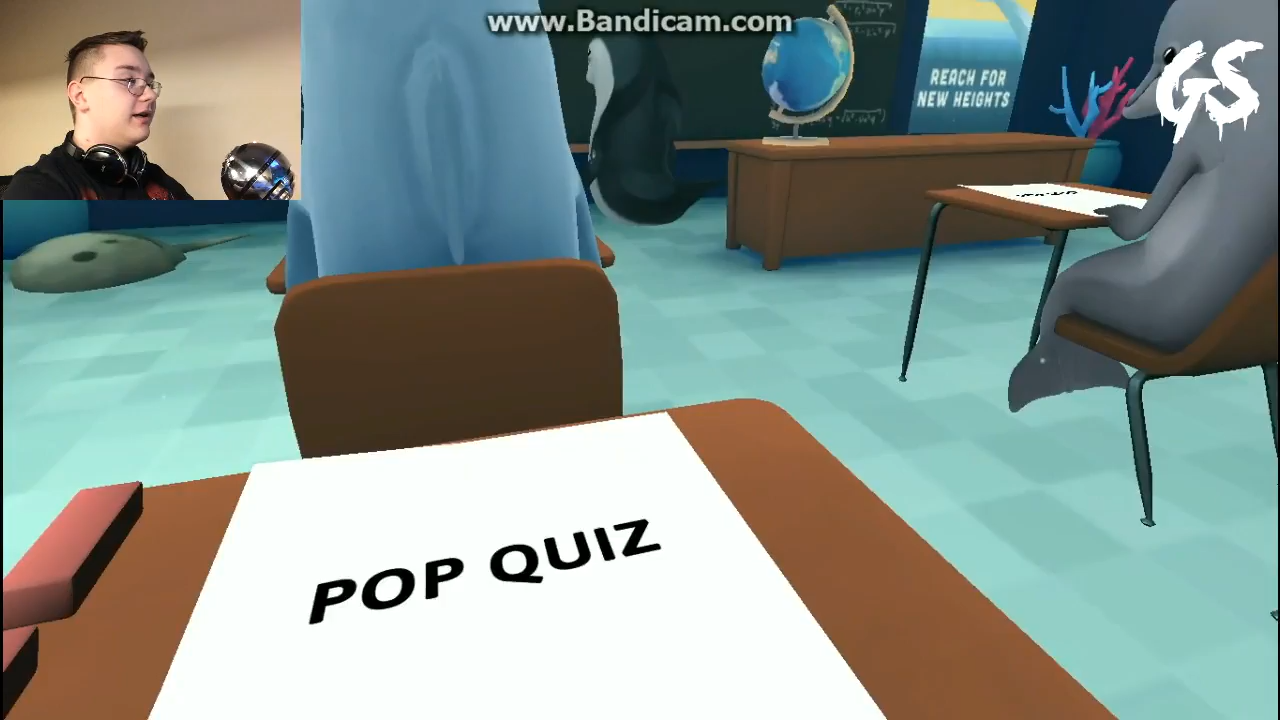 www.Bandicam.com
GS
REACH FOR
NEW HEIGHTS
POP QUIZ